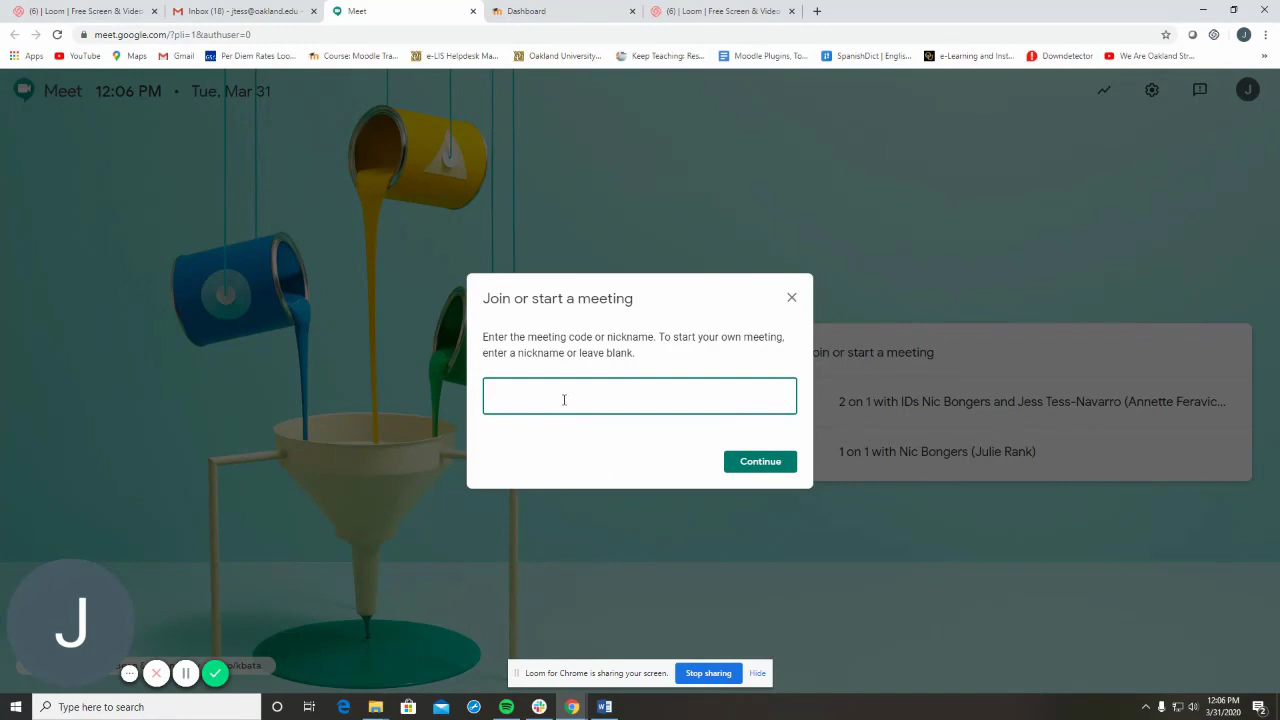 (6) Loom | Free Screen & Video
Inbox (18) - jtess@oakland.edu -
Meet
Dashboard
(6) Loom | Free Screen & Video
meet.google.com/?pli=1&authuser=0
J
Apps
YouTube
Maps
Gmail
GSA
Per Diem Rates Loo...
Course: Moodle Tra...
e-LIS Helpdesk Ma...
Oakland University,...
Keep Teaching: Res...
Moodle Plugins, To...
SpanishDict | Englis...
e-Learning and Inst...
Downdetector
We Are Oakland Str...
»
Meet 12:06 PM • Tue, Mar 31
J
Join or start a meeting
Enter the meeting code or nickname. To start your own meeting,
enter a nickname or leave blank.
Continue
oin or start a meeting
2 on 1 with IDs Nic Bongers and Jess Tess-Navarro (Annette Feravic...
1 on 1 with Nic Bongers (Julie Rank)
J
/kbata
Loom for Chrome is sharing your screen.
Stop sharing
Hide
Type here to search
12:06 PM
3/31/2020